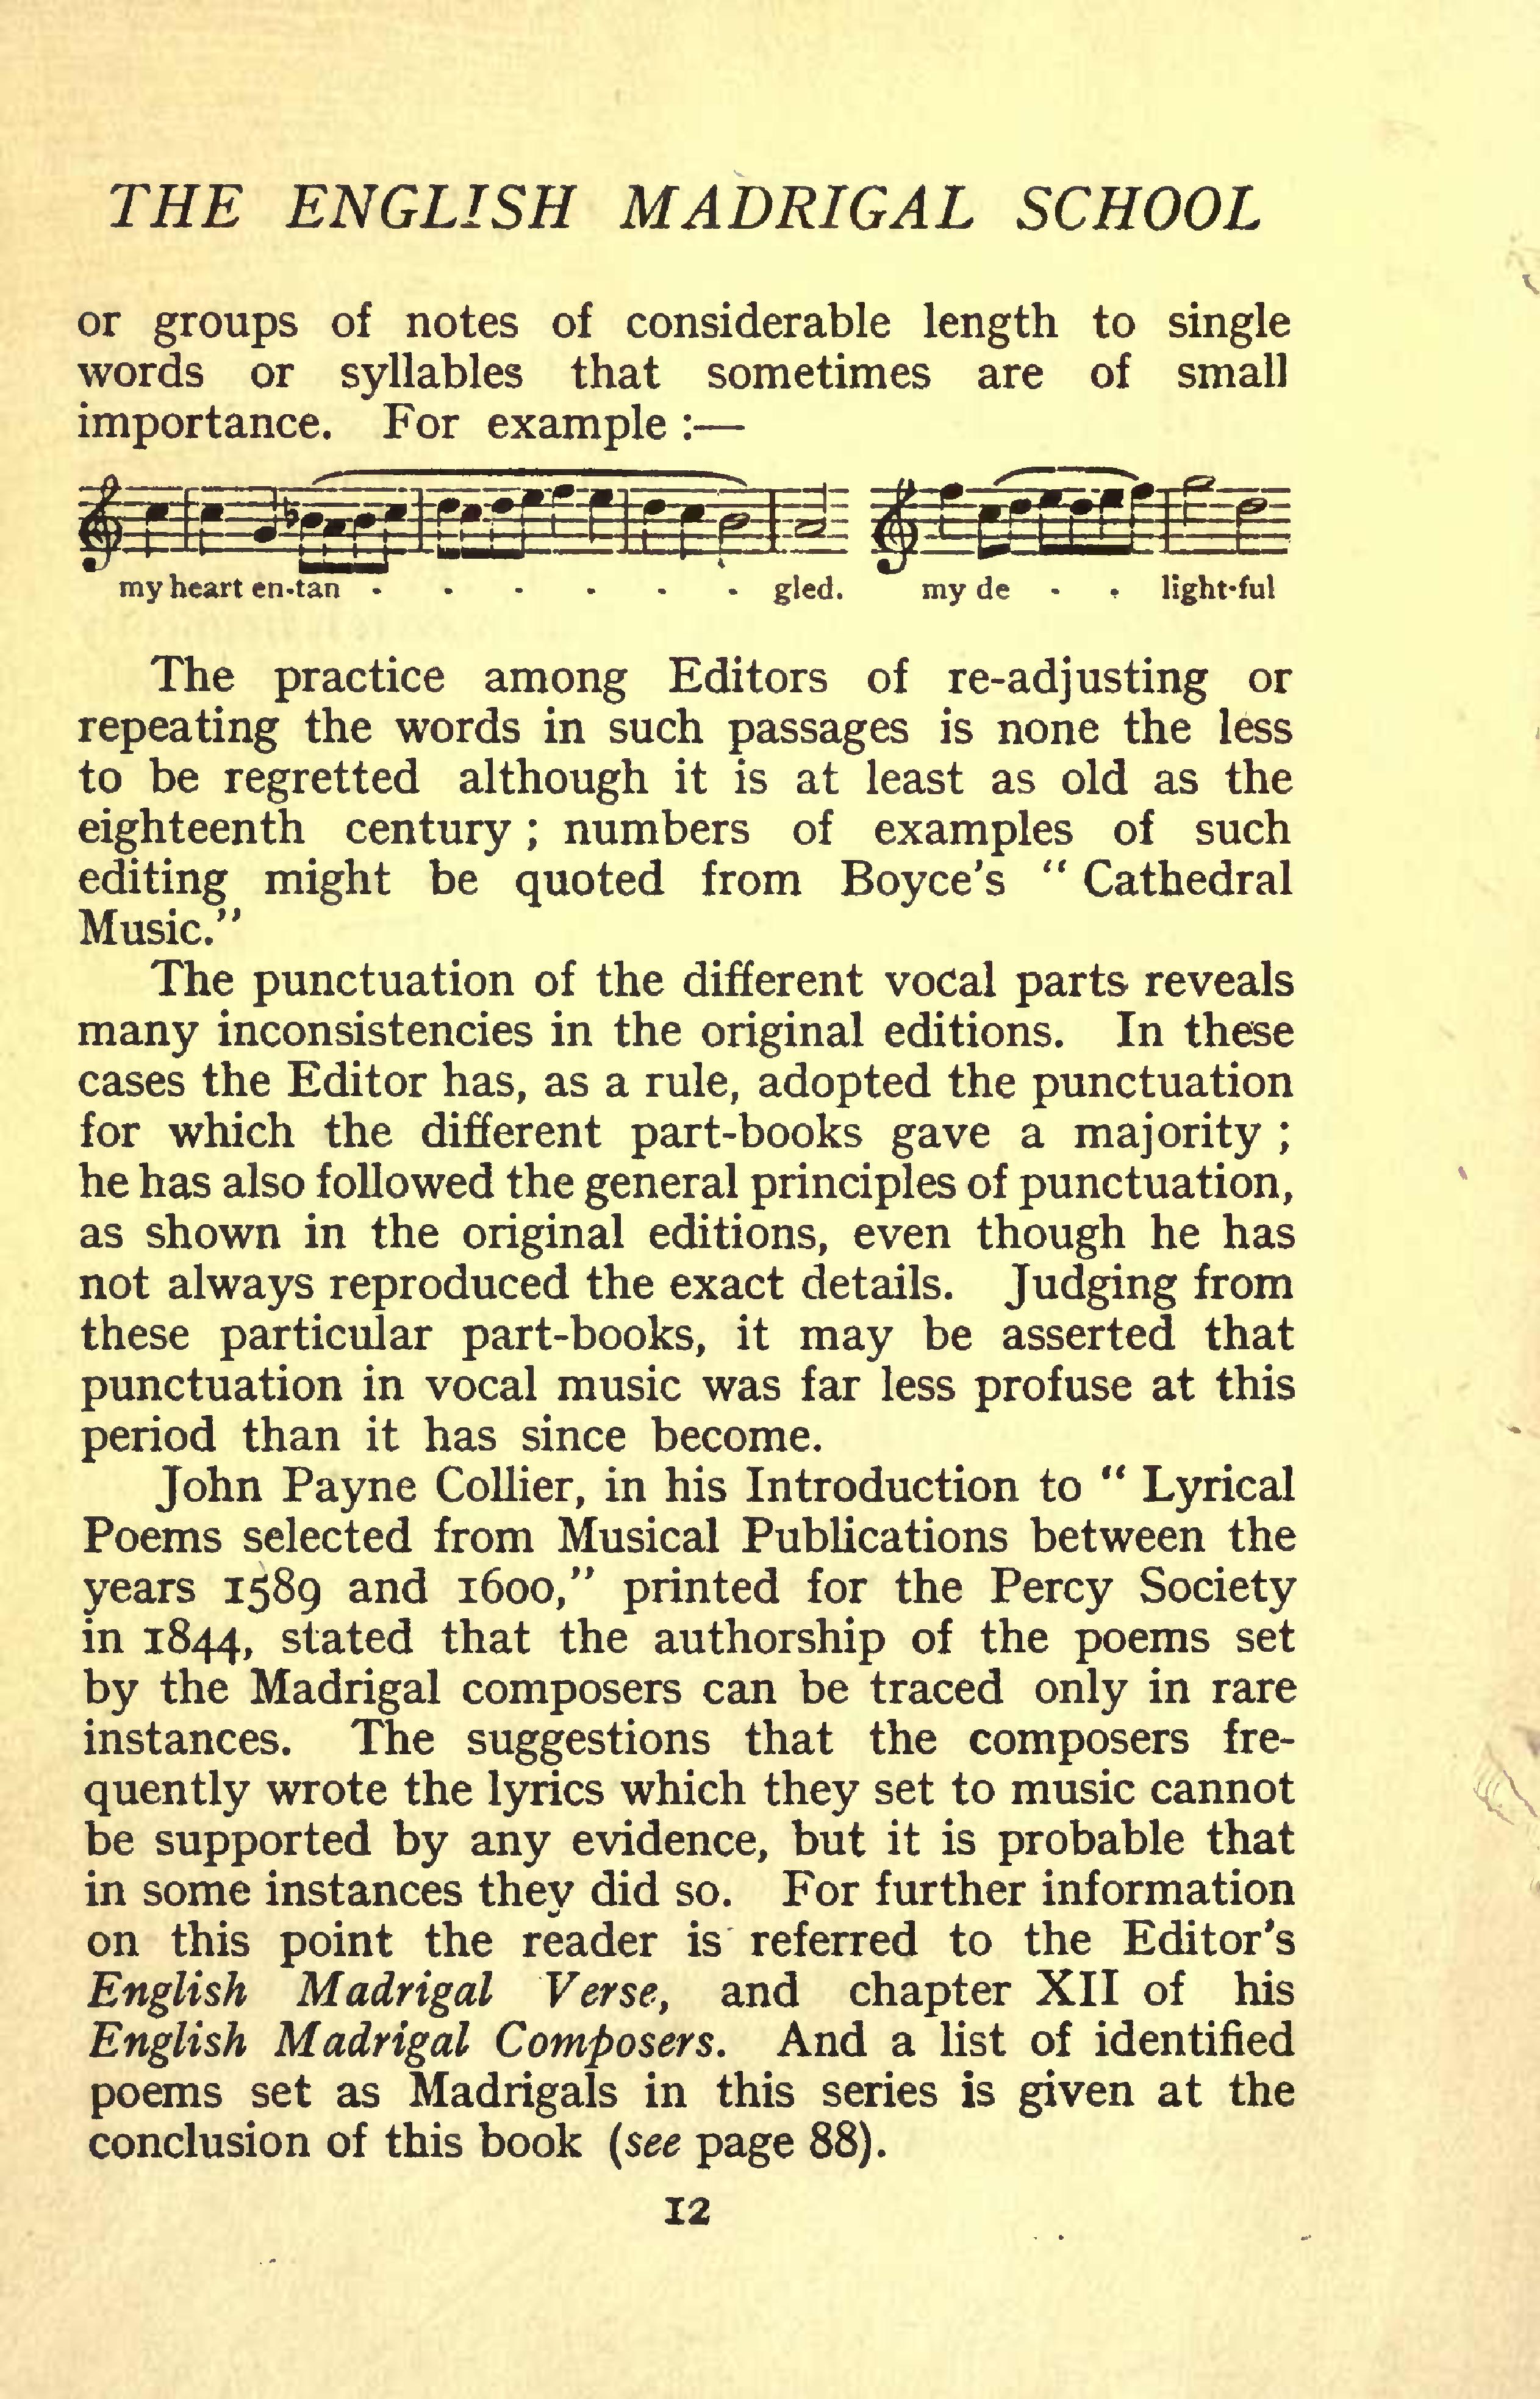 THE ENGLISH MADRIGAL SCHOOL
or groups of notes of considerable length to single
words or syllables that sometimes are of small
importance. For example :—
my heart en-tan - - - - - - gled. my de - - light-ful
The practice among Editors of re-adjusting or
repeating the words in such passages is none the less
to be regretted although it is at least as old as the
eighteenth century ; numbers of examples of such
editing might be quoted from Boyce's “ Cathedral
Music.”
The punctuation of the different vocal parts reveals
many inconsistencies in the original editions. In these
cases the Editor has, as a rule, adopted the punctuation
for which the different part-books gave a majority ;
he has also followed the general principles of punctuation,
as shown in the original editions, even though he has
not always reproduced the exact details. Judging from
these particular part-books, it may be asserted that
punctuation in vocal music was far less profuse at this
period than it has since become.
John Payne Collier, in his Introduction to “ Lyrical
Poems selected from Musical Publications between the
years 1589 and 1600,” printed for the Percy Society
in 1844, stated that the authorship of the poems set
by the Madrigal composers can be traced only in rare
instances. The suggestions that the composers fre-
quently wrote the lyrics which they set to music cannot
be supported by any evidence, but it is probable that
in some instances they did so. For further information
on this point the reader is referred to the Editor's
English Madrigal Verse, and chapter XII of his
English Madrigal Composers. And a list of identified
poems set as Madrigals in this series is given at the
conclusion of this book (see page 88).
12